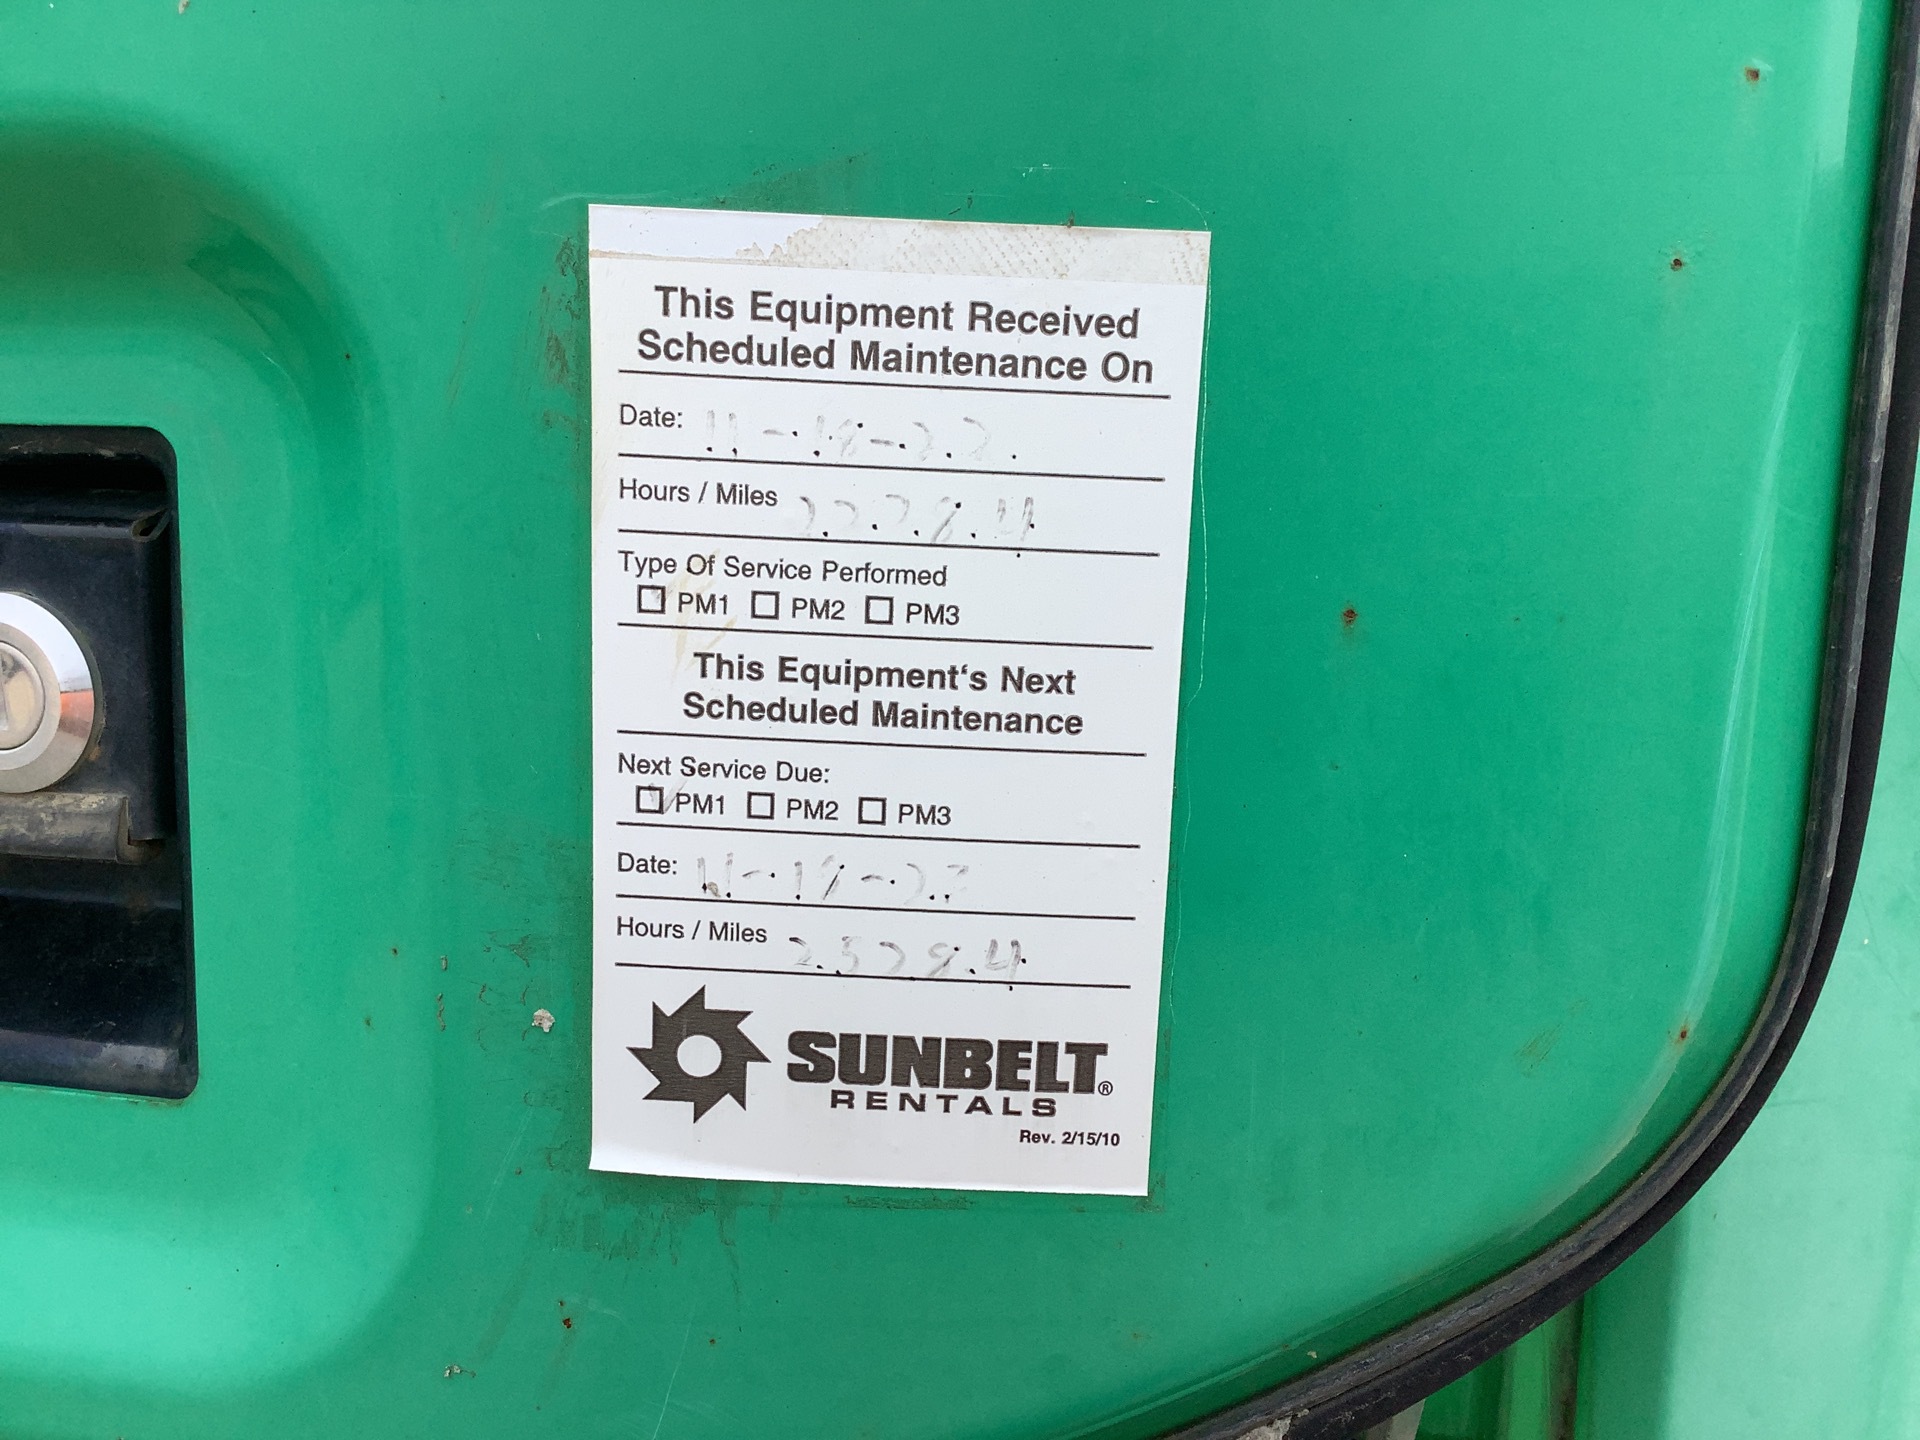 This Equipment Received
Scheduled Maintenance On
Date: 11-18-22
Hours / Miles 2278.4
Type Of Service Performed
PM1 PM2 PM3
This Equipment's Next
Scheduled Maintenance
Next Service Due:
PM1 PM2 PM3
Date:
Hours / Miles 2528.4
SUNBELT®
RENTALS
Rev. 2/15/10